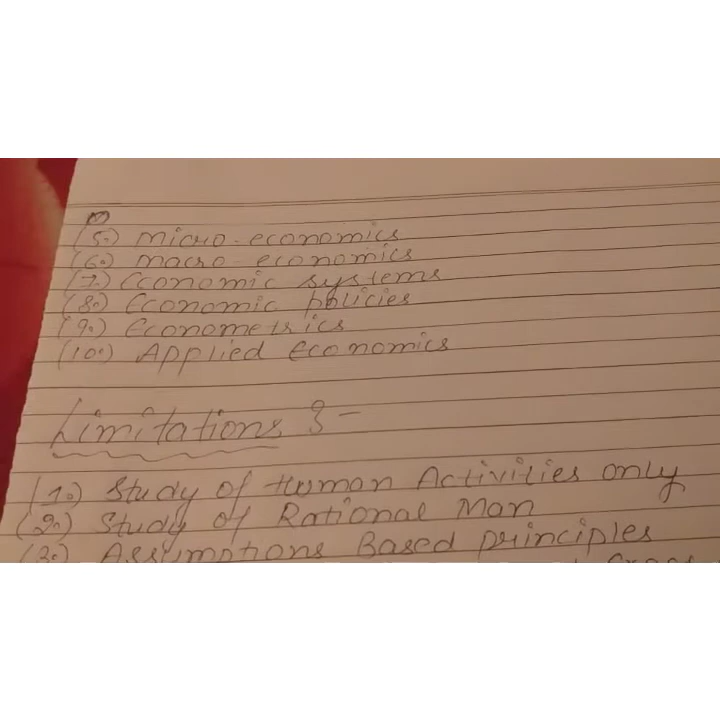 (5.) Micro-economics
(6.) Macro-economics
(7.) Economic systems
(8.) Economic policies
(9.) Econometrics
(10.) Applied Economics
Limitations :-
(1.) Study of Human Activities only
(2.) Study of Rational Man
(3.) Assumptions Based principles